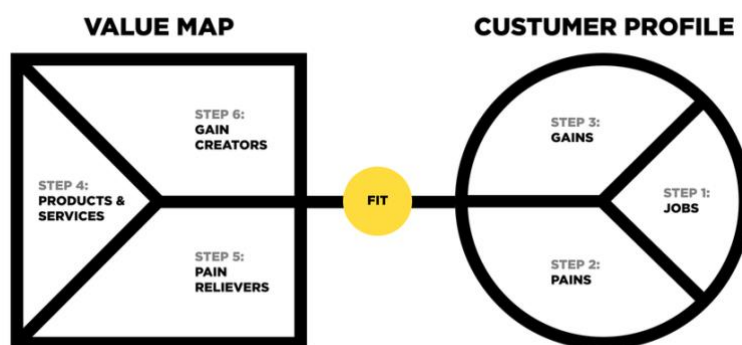 VALUE MAP
CUSTUMER PROFILE
STEP 6:
GAIN
CREATORS
STEP 4:
PRODUCTS &
SERVICES
STEP 5:
PAIN
RELIEVERS
FIT
STEP 3:
GAINS
STEP 1:
JOBS
STEP 2:
PAINS